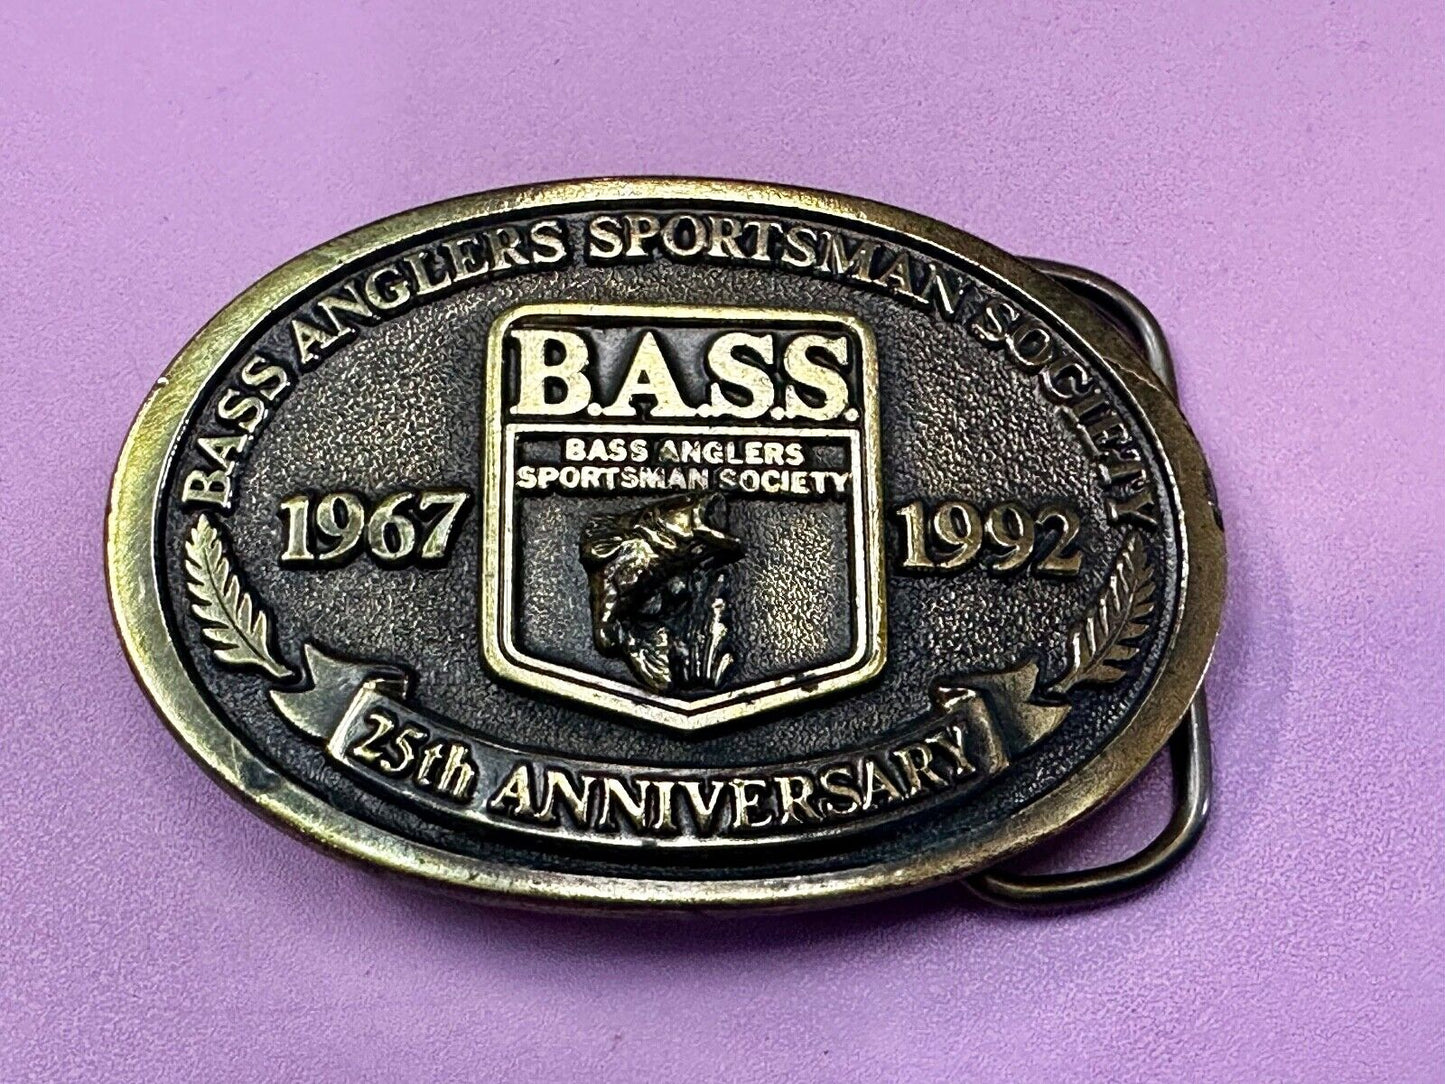 BASS ANGLERS SPORTSMAN SOCIETY
B.A.S.S.
BASS ANGLERS
SPORTSMAN SOCIETY
1967
1992
25th ANNIVERSARY